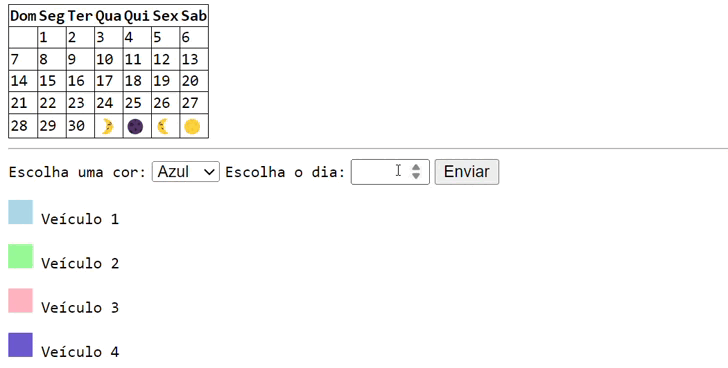 Dom Seg Ter Qua Qui Sex Sab
1 2 3 4 5 6
7 8 9 10 11 12 13
14 15 16 17 18 19 20
21 22 23 24 25 26 27
28 29 30
Escolha uma cor: Azul Escolha o dia: Enviar
Veículo 1
Veículo 2
Veículo 3
Veículo 4